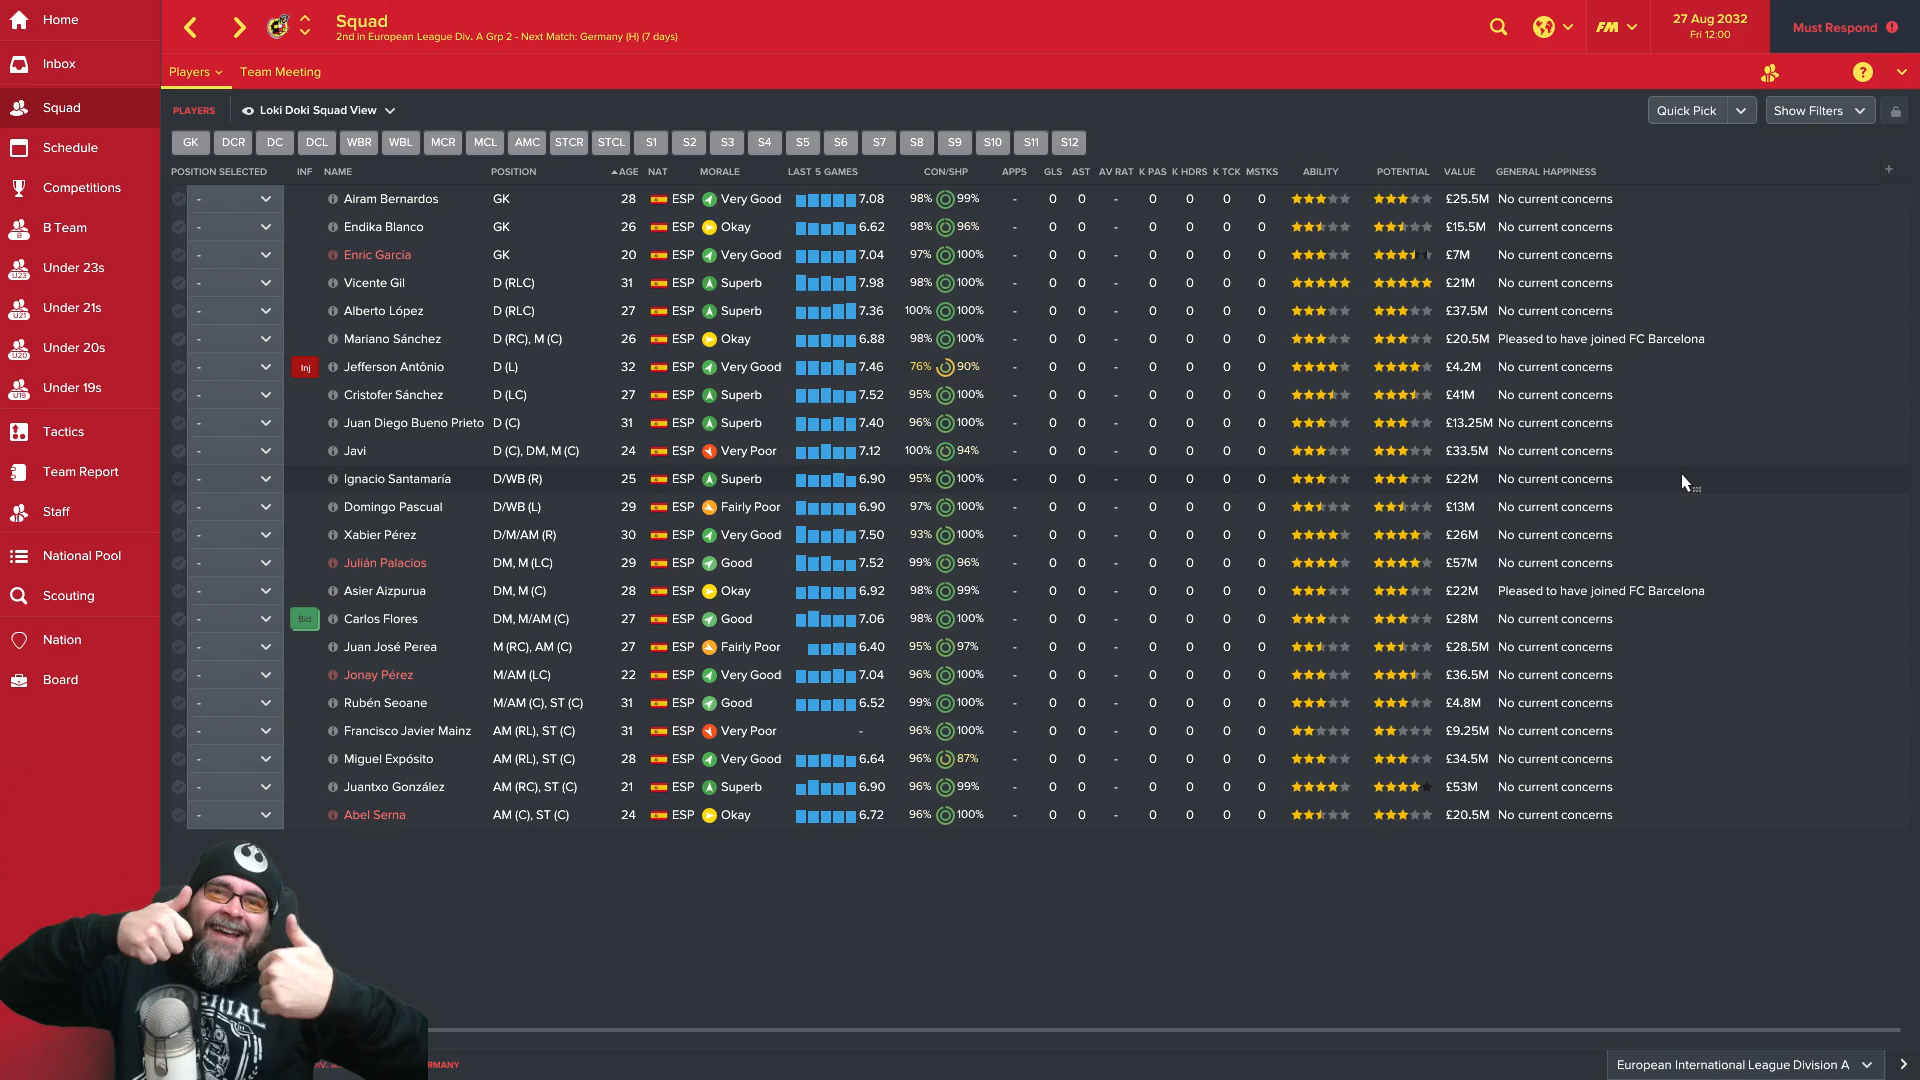 Home
Inbox
Squad
Schedule
Competitions
B Team
Under 23s
Under 21s
Under 20s
Under 19s
Tactics
Team Report
Staff
National Pool
Scouting
Nation
Board
Squad
2nd in European League Div. A Grp 2 - Next Match: Germany (H) (7 days)
FM
27 Aug 2032
Fri 12:00
Must Respond
Players Team Meeting
PLAYERS Loki Doki Squad View Quick Pick Show Filters
GK DCR DC DCL WBR WBL MCR MCL AMC STCR STCL S1 S2 S3 S4 S5 S6 S7 S8 S9 S10 S11 S12
POSITION SELECTED INF NAME POSITION AGE NAT MORALE LAST 5 GAMES CON/SHP APPS GLS AST AV RAT K PAS K HDRS K TCK MSTKS ABILITY POTENTIAL VALUE GENERAL HAPPINESS
- Airam Bernardos GK 28 ESP Very Good 7.08 98% 99% - 0 0 - 0 0 0 0 £25.5M No current concerns
- Endika Blanco GK 26 ESP Okay 6.62 98% 96% - 0 0 - 0 0 0 0 £15.5M No current concerns
- Enric García GK 20 ESP Very Good 7.04 97% 100% - 0 0 - 0 0 0 0 £7M No current concerns
- Vicente Gil D (RLC) 31 ESP Superb 7.98 98% 100% - 0 0 - 0 0 0 0 £21M No current concerns
- Alberto López D (RLC) 27 ESP Superb 7.36 100% 100% - 0 0 - 0 0 0 0 £37.5M No current concerns
- Mariano Sánchez D (RC), M (C) 26 ESP Okay 6.88 98% 100% - 0 0 - 0 0 0 0 £20.5M Pleased to have joined FC Barcelona
- Inj Jefferson Antônio D (L) 32 ESP Very Good 7.46 76% 90% - 0 0 - 0 0 0 0 £4.2M No current concerns
- Cristofer Sánchez D (LC) 27 ESP Superb 7.52 95% 100% - 0 0 - 0 0 0 0 £41M No current concerns
- Juan Diego Bueno Prieto D (C) 31 ESP Superb 7.40 96% 100% - 0 0 - 0 0 0 0 £13.25M No current concerns
- Javi D (C), DM, M (C) 24 ESP Very Poor 7.12 100% 94% - 0 0 - 0 0 0 0 £33.5M No current concerns
- Ignacio Santamaría D/WB (R) 25 ESP Superb 6.90 95% 100% - 0 0 - 0 0 0 0 £22M No current concerns
- Domingo Pascual D/WB (L) 29 ESP Fairly Poor 6.90 97% 100% - 0 0 - 0 0 0 0 £13M No current concerns
- Xabier Pérez D/M/AM (R) 30 ESP Very Good 7.50 93% 100% - 0 0 - 0 0 0 0 £26M No current concerns
- Julián Palacios DM, M (LC) 29 ESP Good 7.52 99% 96% - 0 0 - 0 0 0 0 £57M No current concerns
- Asier Aizpurua DM, M (C) 28 ESP Okay 6.92 98% 99% - 0 0 - 0 0 0 0 £22M Pleased to have joined FC Barcelona
- Bid Carlos Flores DM, M/AM (C) 27 ESP Good 7.06 98% 100% - 0 0 - 0 0 0 0 £28M No current concerns
- Juan José Perea M (RC), AM (C) 27 ESP Fairly Poor 6.40 95% 97% - 0 0 - 0 0 0 0 £28.5M No current concerns
- Jonay Pérez M/AM (LC) 22 ESP Very Good 7.04 96% 100% - 0 0 - 0 0 0 0 £36.5M No current concerns
- Rubén Seoane M/AM (C), ST (C) 31 ESP Good 6.52 99% 100% - 0 0 - 0 0 0 0 £4.8M No current concerns
- Francisco Javier Mainz AM (RL), ST (C) 31 ESP Very Poor - 96% 100% - 0 0 - 0 0 0 0 £9.25M No current concerns
- Miguel Expósito AM (RL), ST (C) 28 ESP Very Good 6.64 96% 87% - 0 0 - 0 0 0 0 £34.5M No current concerns
- Juantxo González AM (RC), ST (C) 21 ESP Superb 6.90 96% 99% - 0 0 - 0 0 0 0 £53M No current concerns
- Abel Serna AM (C), ST (C) 24 ESP Okay 6.72 96% 100% - 0 0 - 0 0 0 0 £20.5M No current concerns
European International League Division A